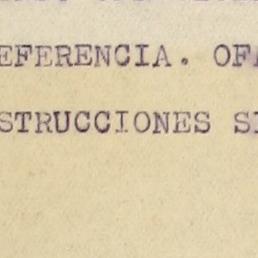 EFERENCIA. OF
STRUCCIONES S